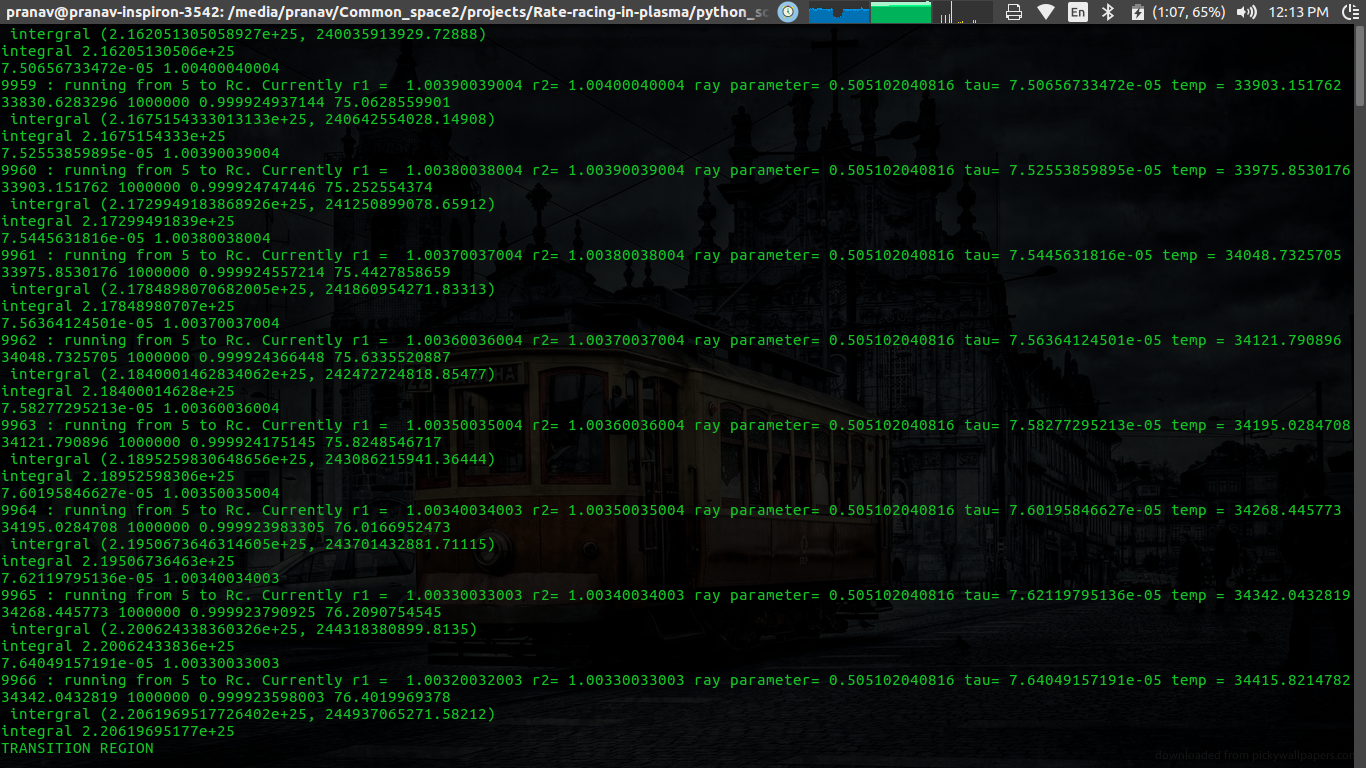 pranav@pranav-inspiron-3542: /media/pranav/Common_space2/projects/Rate-racing-in-plasma/python_sc
En (1:07, 65%) 12:13 PM
intergral (2.162051305058927e+25, 240035913929.72888)
integral 2.16205130506e+25
7.50656733472e-05 1.00400040004
9959 : running from 5 to Rc. Currently r1 = 1.00390039004 r2= 1.00400040004 ray parameter= 0.505102040816 tau= 7.50656733472e-05 temp = 33903.151762
33830.6283296 1000000 0.999924937144 75.0628559901
intergral (2.1675154333013133e+25, 240642554028.14908)
integral 2.1675154333e+25
7.52553859895e-05 1.00390039004
9960 : running from 5 to Rc. Currently r1 = 1.00380038004 r2= 1.00390039004 ray parameter= 0.505102040816 tau= 7.52553859895e-05 temp = 33975.8530176
33903.151762 1000000 0.999924747446 75.252554374
intergral (2.1729949183868926e+25, 241250899078.65912)
integral 2.17299491839e+25
7.5445631816e-05 1.00380038004
9961 : running from 5 to Rc. Currently r1 = 1.00370037004 r2= 1.00380038004 ray parameter= 0.505102040816 tau= 7.5445631816e-05 temp = 34048.7325705
33975.8530176 1000000 0.999924557214 75.4427858659
intergral (2.1784898070682005e+25, 241860954271.83313)
integral 2.17848980707e+25
7.56364124501e-05 1.00370037004
9962 : running from 5 to Rc. Currently r1 = 1.00360036004 r2= 1.00370037004 ray parameter= 0.505102040816 tau= 7.56364124501e-05 temp = 34121.790896
34048.7325705 1000000 0.999924366448 75.6335520887
intergral (2.1840001462834062e+25, 242472724818.85477)
integral 2.18400014628e+25
7.58277295213e-05 1.00360036004
9963 : running from 5 to Rc. Currently r1 = 1.00350035004 r2= 1.00360036004 ray parameter= 0.505102040816 tau= 7.58277295213e-05 temp = 34195.0284708
34121.790896 1000000 0.999924175145 75.8248546717
intergral (2.1895259830648656e+25, 243086215941.36444)
integral 2.18952598306e+25
7.60195846627e-05 1.00350035004
9964 : running from 5 to Rc. Currently r1 = 1.00340034003 r2= 1.00350035004 ray parameter= 0.505102040816 tau= 7.60195846627e-05 temp = 34268.445773
34195.0284708 1000000 0.999923983305 76.0166952473
intergral (2.1950673646314605e+25, 243701432881.71115)
integral 2.19506736463e+25
7.62119795136e-05 1.00340034003
9965 : running from 5 to Rc. Currently r1 = 1.00330033003 r2= 1.00340034003 ray parameter= 0.505102040816 tau= 7.62119795136e-05 temp = 34342.0432819
34268.445773 1000000 0.999923790925 76.2090754545
intergral (2.200624338360326e+25, 244318380899.8135)
integral 2.20062433836e+25
7.64049157191e-05 1.00330033003
9966 : running from 5 to Rc. Currently r1 = 1.00320032003 r2= 1.00330033003 ray parameter= 0.505102040816 tau= 7.64049157191e-05 temp = 34415.8214782
34342.0432819 1000000 0.999923598003 76.4019969378
intergral (2.2061969517726402e+25, 244937065271.58212)
integral 2.20619695177e+25
TRANSITION REGION
downloaded from pickywallpapers.com